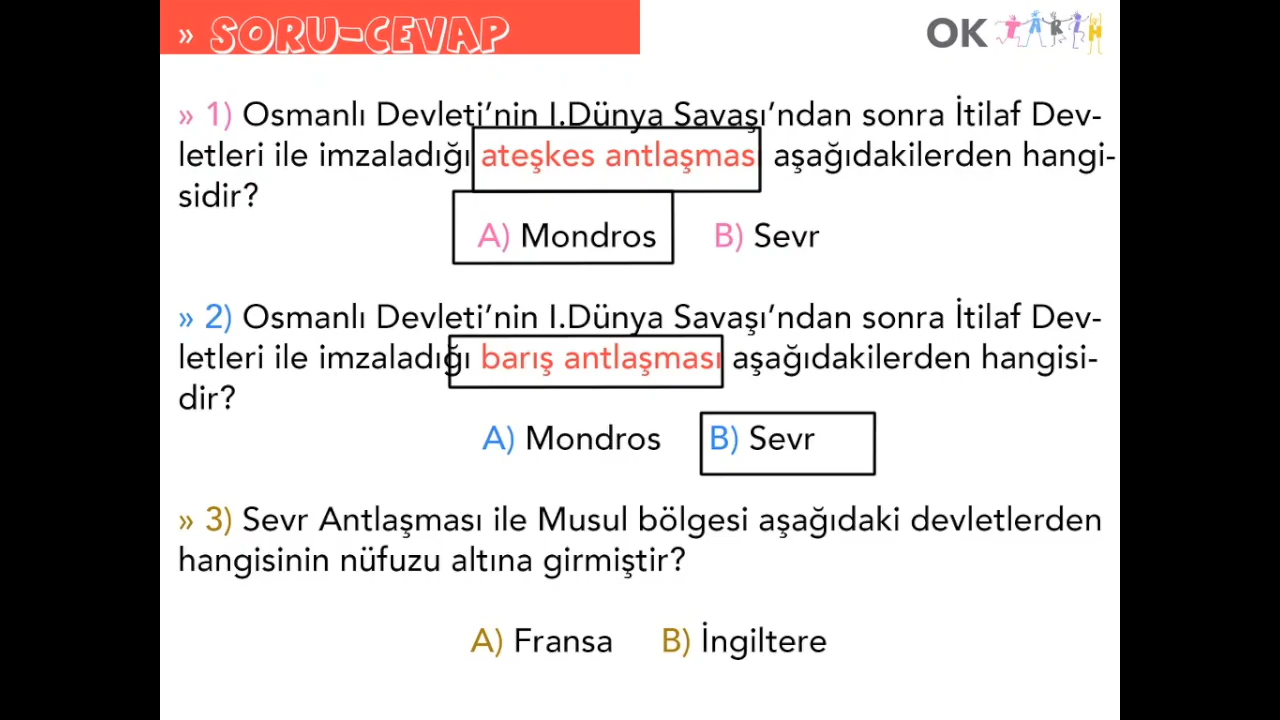 » SORU-CEVAP
OK TARİH
» 1) Osmanlı Devleti’nin I.Dünya Savaşı’ndan sonra İtilaf Dev-
letleri ile imzaladığı ateşkes antlaşması aşağıdakilerden hangi-
sidir?
A) Mondros B) Sevr
» 2) Osmanlı Devleti’nin I.Dünya Savaşı’ndan sonra İtilaf Dev-
letleri ile imzaladığı barış antlaşması aşağıdakilerden hangisi-
dir?
A) Mondros B) Sevr
» 3) Sevr Antlaşması ile Musul bölgesi aşağıdaki devletlerden
hangisinin nüfuzu altına girmiştir?
A) Fransa B) İngiltere